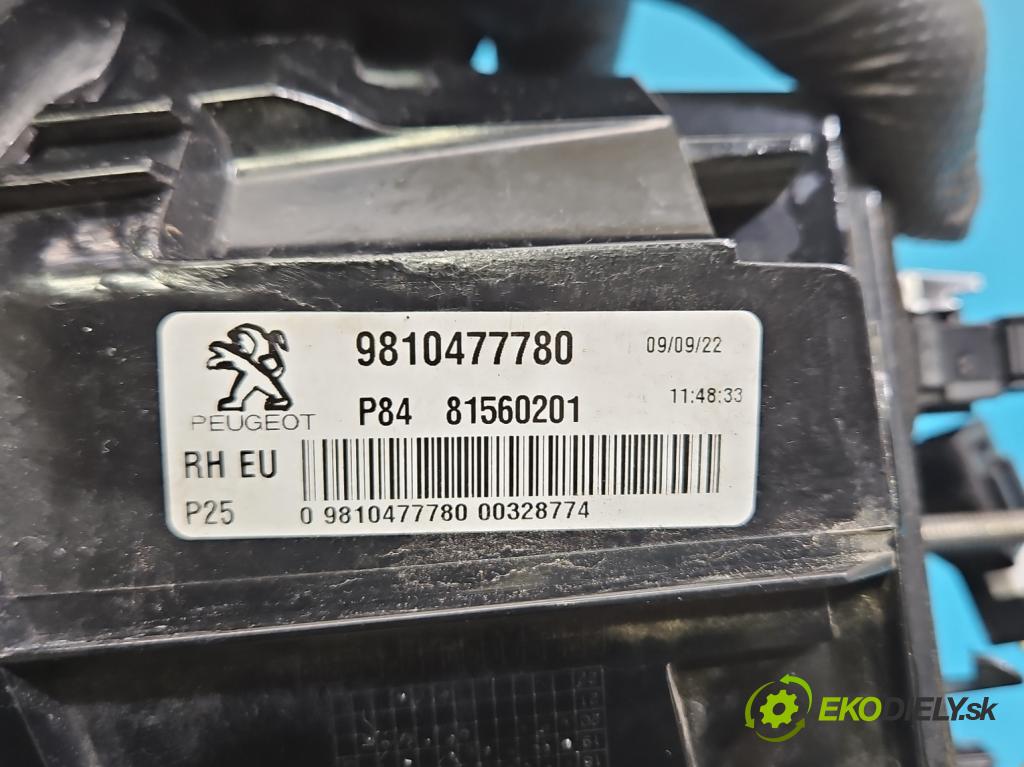 9810477780 09/09/22
PEUGEOT P84 81560201 11:48:33
RH EU
P25 0 9810477780 00328774
EKODIELY.sk